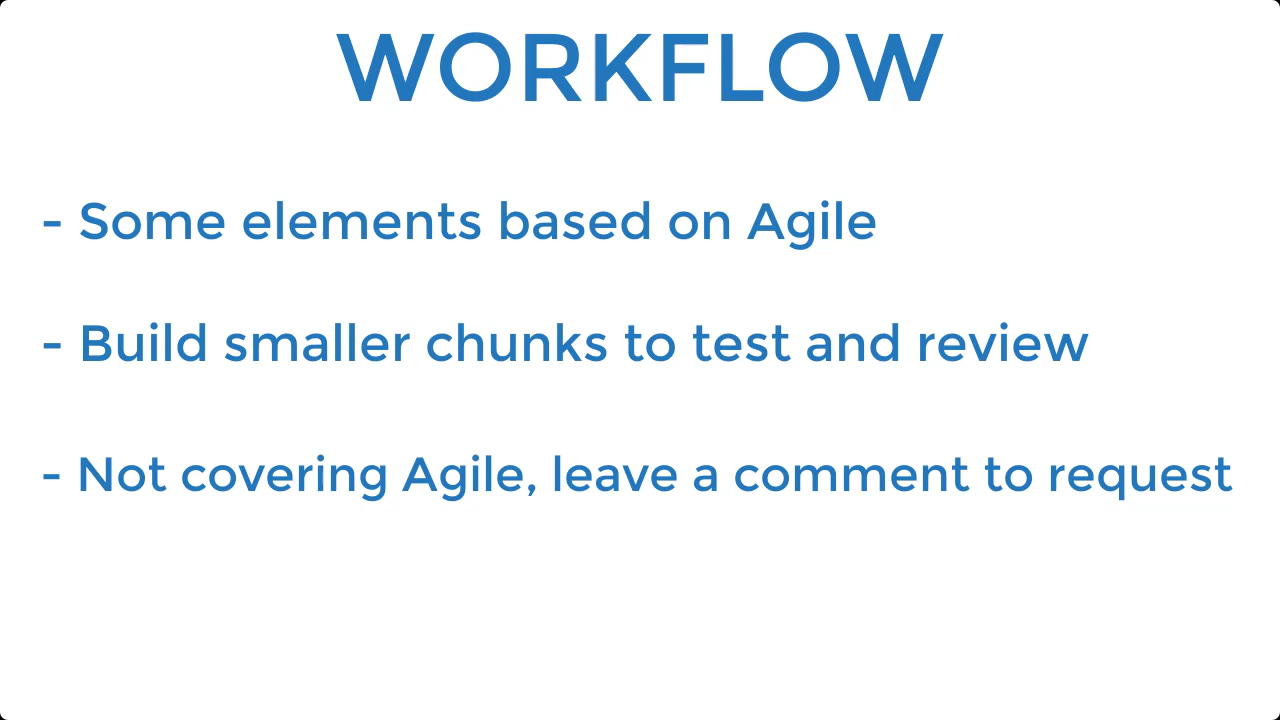 WORKFLOW
- Some elements based on Agile
- Build smaller chunks to test and review
- Not covering Agile, leave a comment to request